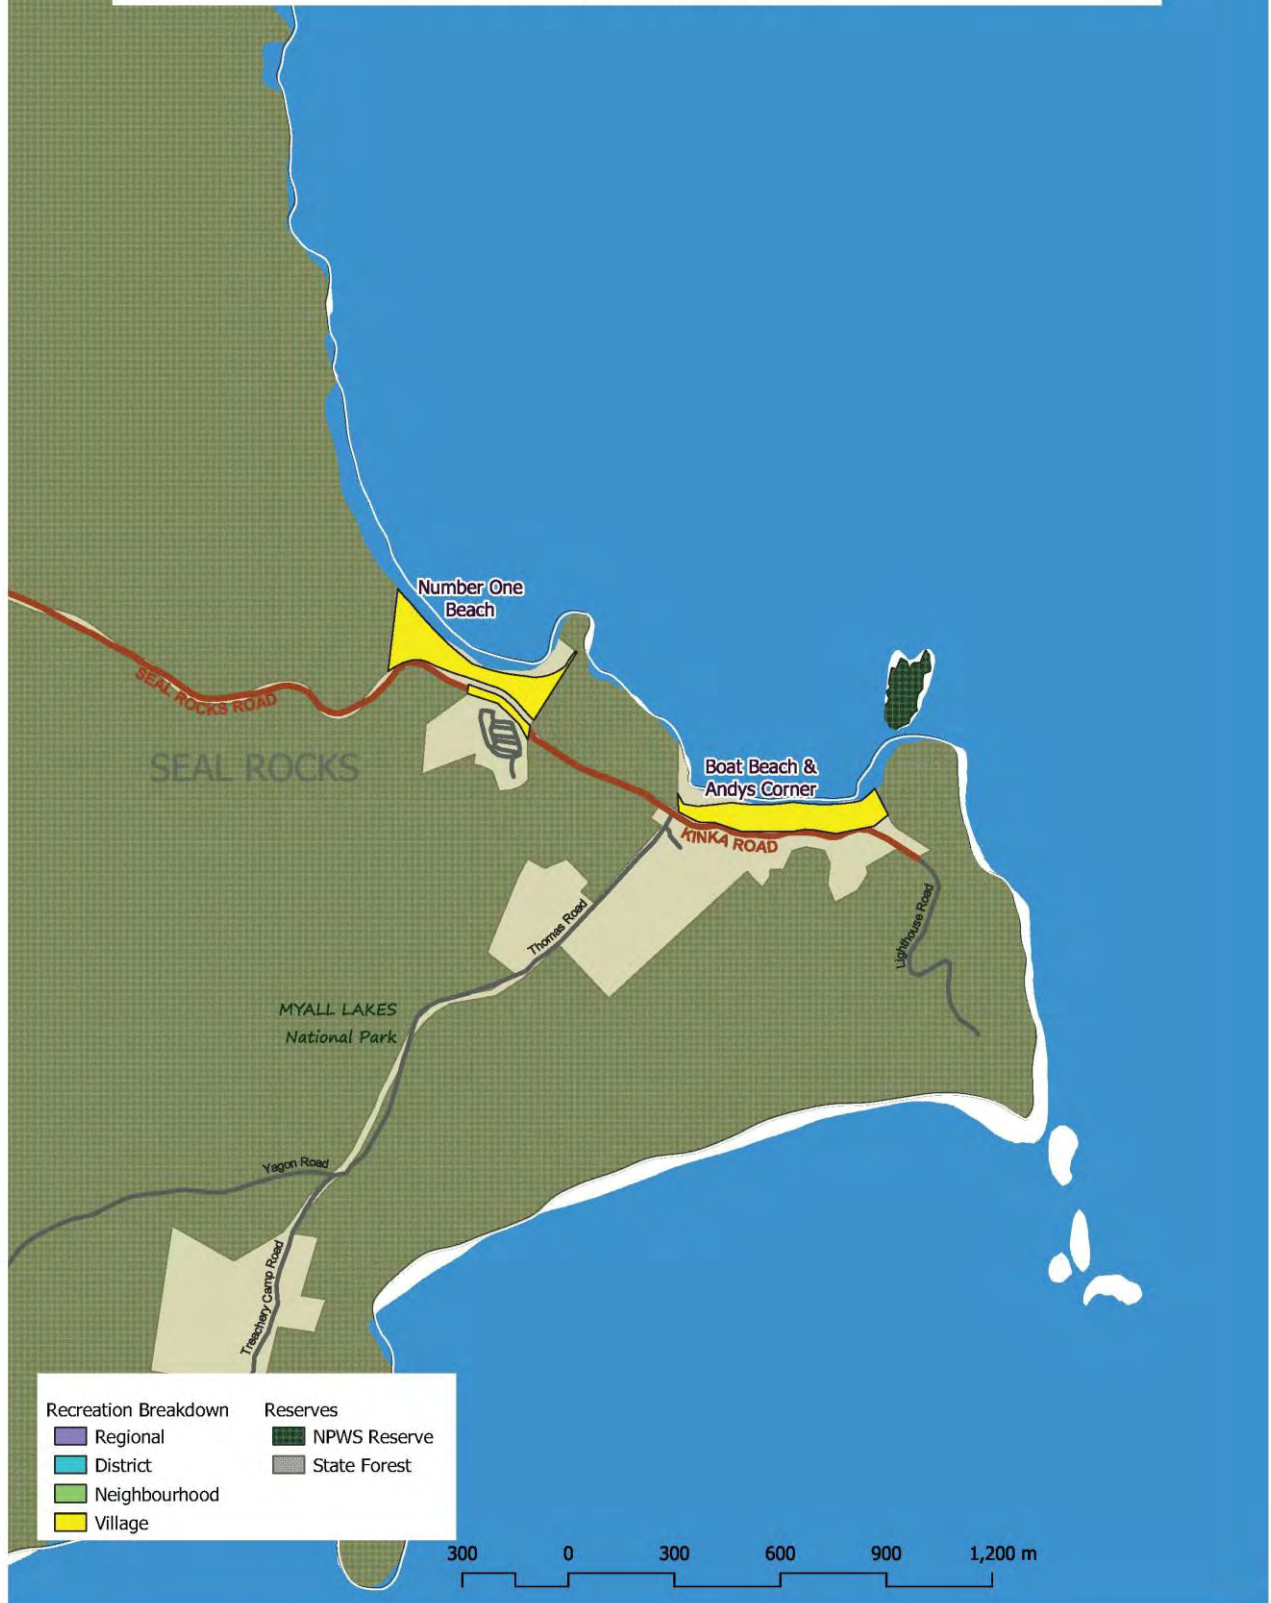 Number One
Beach
SEAL ROCKS ROAD
SEAL ROCKS
Boat Beach &
Andys Corner
KINKA ROAD
Thomas Road
Lighthouse Road
MYALL LAKES
National Park
Yagon Road
Treachery Camp Road
Recreation Breakdown
Regional
District
Neighbourhood
Village
Reserves
NPWS Reserve
State Forest
300 0 300 600 900 1,200 m